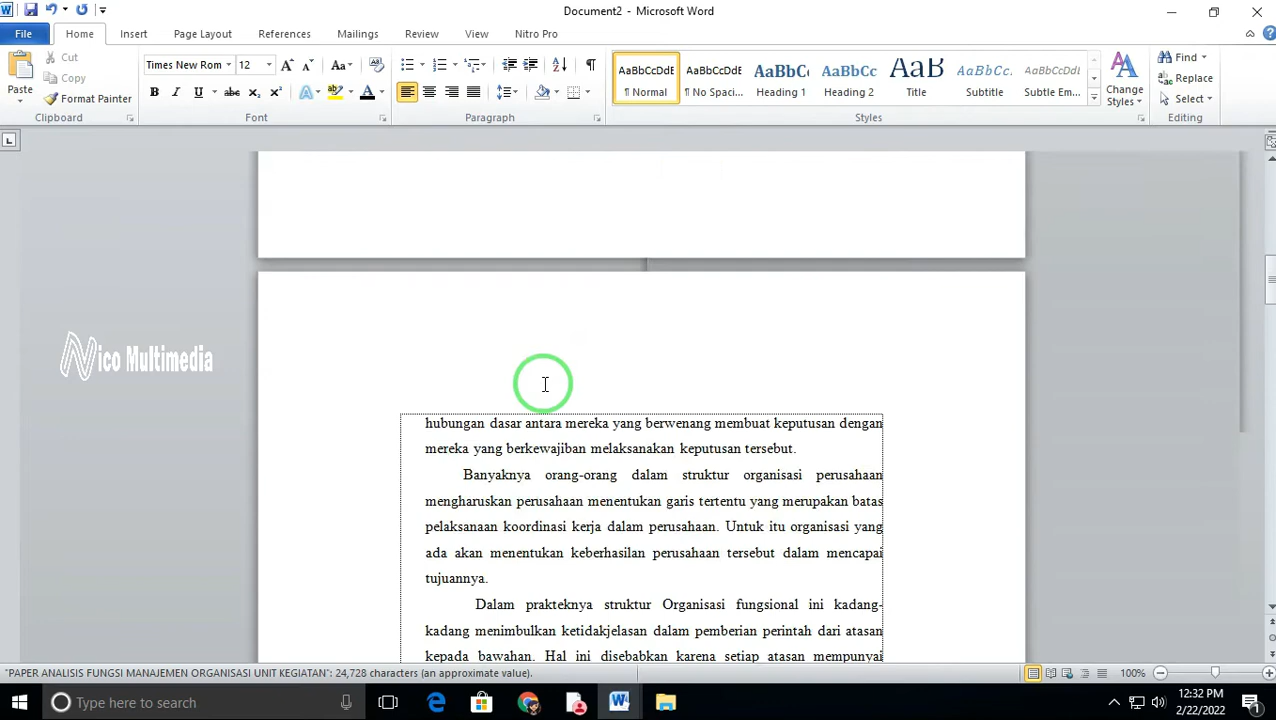 Document2 - Microsoft Word
File Home Insert Page Layout References Mailings Review View Nitro Pro
Paste
Cut
Copy
Format Painter
Clipboard
Times New Rom 12
Font
Paragraph
AaBbCcDdE AaBbCcDdE AaBbC AaBbCc AaB AaBbCcI AaBbCcDdE
¶ Normal ¶ No Spaci... Heading 1 Heading 2 Title Subtitle Subtle Em...
Styles
Change
Styles
Find
Replace
Select
Editing
Nico Multimedia
hubungan dasar antara mereka yang berwenang membuat keputusan dengan
mereka yang berkewajiban melaksanakan keputusan tersebut.
Banyaknya orang-orang dalam struktur organisasi perusahaan
mengharuskan perusahaan menentukan garis tertentu yang merupakan batas
pelaksanaan koordinasi kerja dalam perusahaan. Untuk itu organisasi yang
ada akan menentukan keberhasilan perusahaan tersebut dalam mencapai
tujuannya.
Dalam prakteknya struktur Organisasi fungsional ini kadang-
kadang menimbulkan ketidakjelasan dalam pemberian perintah dari atasan
kepada bawahan. Hal ini disebabkan karena setiap atasan mempunyai
"PAPER ANALISIS FUNGSI MANAJEMEN ORGANISASI UNIT KEGIATAN": 24,728 characters (an approximate value).
100%
Type here to search
12:32 PM
2/22/2022